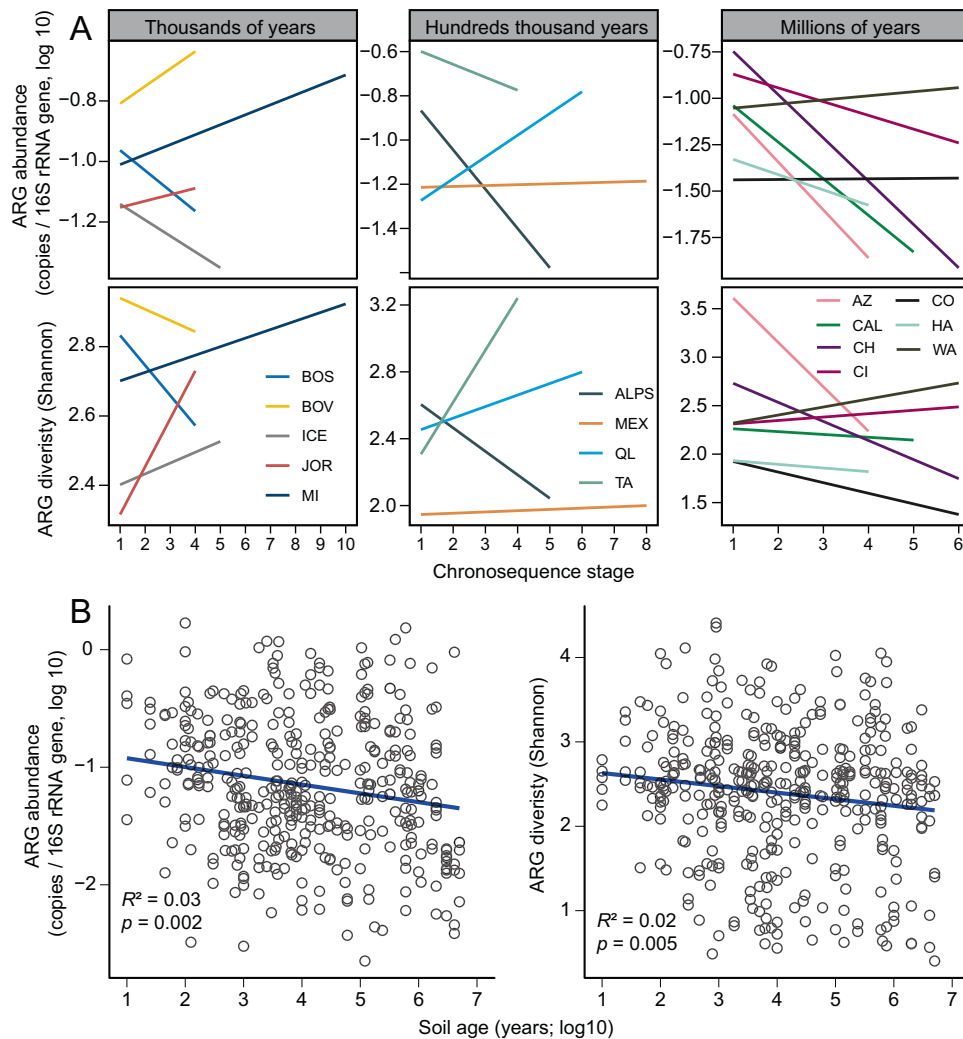 A
Thousands of years
Hundreds thousand years
Millions of years
ARG abundance
(copies / 16S rRNA gene, log 10)
−0.8
−1.0
−1.2
−0.6
−0.8
−1.0
−1.2
−1.4
−0.75
−1.00
−1.25
−1.50
−1.75
ARG diveristy (Shannon)
2.8
2.6
2.4
BOS
BOV
ICE
JOR
MI
3.2
2.8
2.4
2.0
ALPS
MEX
QL
TA
3.5
3.0
2.5
2.0
1.5
AZ
CAL
CH
CI
CO
HA
WA
1 2 3 4 5 6 7 8 9 10
1 2 3 4 5 6 7 8
1 2 3 4 5 6
Chronosequence stage
B
ARG abundance
(copies / 16S rRNA gene, log 10)
0
−1
−2
R² = 0.03
p = 0.002
1 2 3 4 5 6 7
ARG diveristy (Shannon)
4
3
2
1
R² = 0.02
p = 0.005
1 2 3 4 5 6 7
Soil age (years; log10)